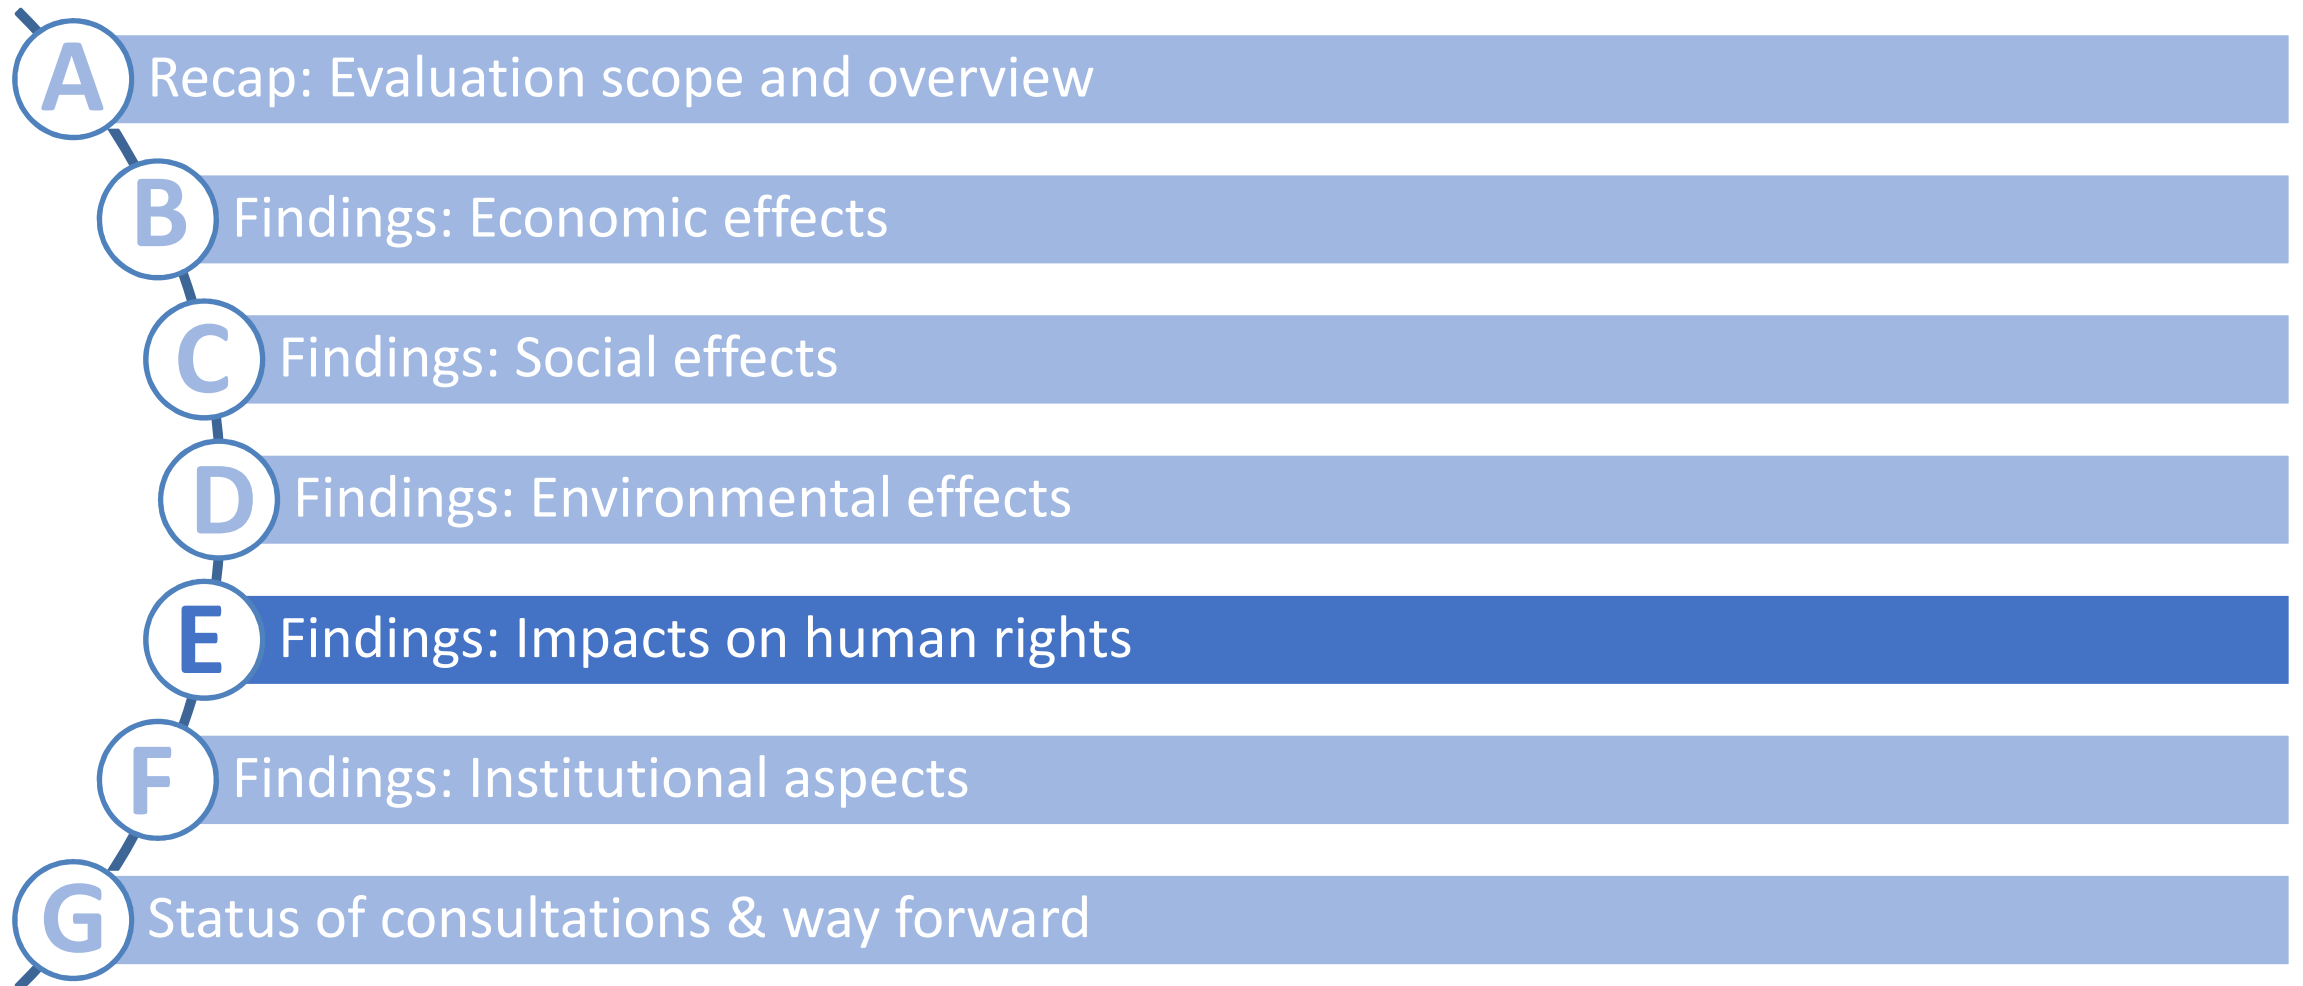 A Recap: Evaluation scope and overview
B Findings: Economic effects
C Findings: Social effects
D Findings: Environmental effects
E Findings: Impacts on human rights
F Findings: Institutional aspects
G Status of consultations & way forward